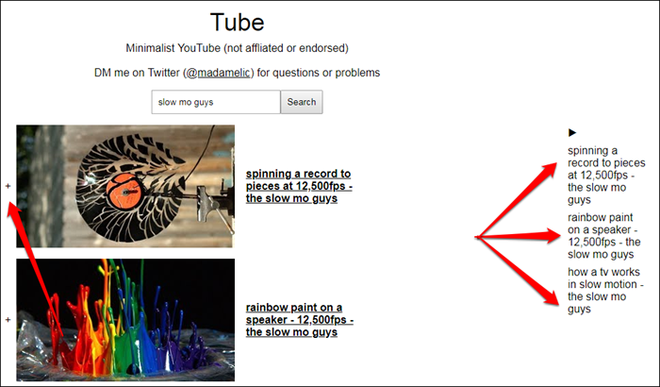 Tube
Minimalist YouTube (not affliated or endorsed)
DM me on Twitter (@madamelic) for questions or problems
slow mo guys
Search
+
spinning a record to
pieces at 12,500fps -
the slow mo guys
+
rainbow paint on a
speaker - 12,500fps -
the slow mo guys
spinning a
record to pieces
at 12,500fps -
the slow mo
guys
rainbow paint
on a speaker -
12,500fps - the
slow mo guys
how a tv works
in slow motion -
the slow mo
guys